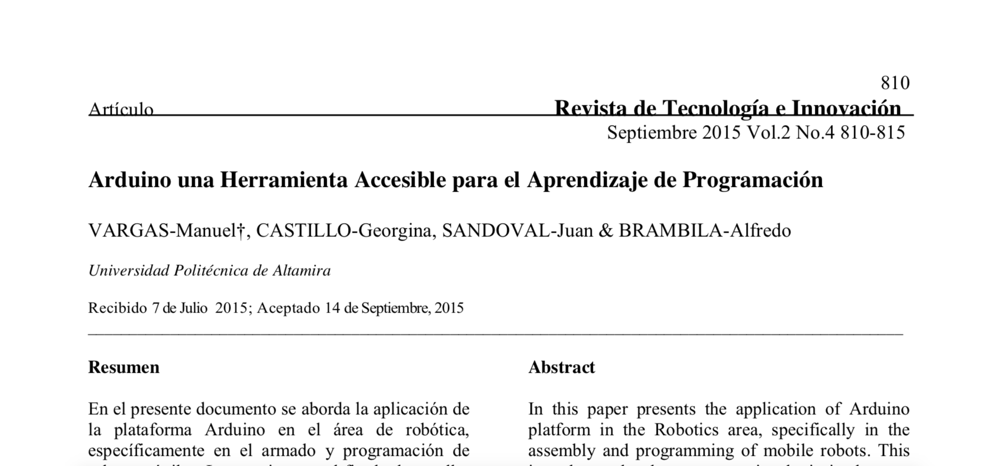 810
Artículo
Revista de Tecnología e Innovación
Septiembre 2015 Vol.2 No.4 810-815
Arduino una Herramienta Accesible para el Aprendizaje de Programación
VARGAS-Manuel†, CASTILLO-Georgina, SANDOVAL-Juan & BRAMBILA-Alfredo
Universidad Politécnica de Altamira
Recibido 7 de Julio 2015; Aceptado 14 de Septiembre, 2015
Resumen
En el presente documento se aborda la aplicación de
la plataforma Arduino en el área de robótica,
específicamente en el armado y programación de
Abstract
In this paper presents the application of Arduino
platform in the Robotics area, specifically in the
assembly and programming of mobile robots. This